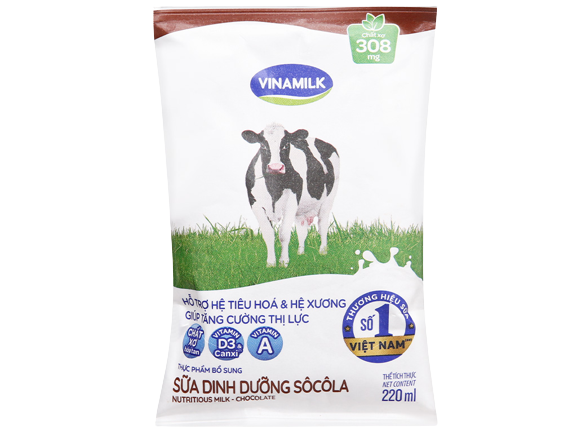 Chất xơ
308
mg
VINAMILK
HỖ TRỢ HỆ TIÊU HOÁ & HỆ XƯƠNG
GIÚP TĂNG CƯỜNG THỊ LỰC
CHẤT
XƠ
hòa tan
VITAMIN
D3 &
Canxi
VITAMIN
A
THƯƠNG HIỆU SỮA
SỐ 1
VIỆT NAM
THỰC PHẨM BỔ SUNG
SỮA DINH DƯỠNG SÔCÔLA
NUTRITIOUS MILK - CHOCOLATE
THỂ TÍCH THỰC
NET CONTENT
220 ml